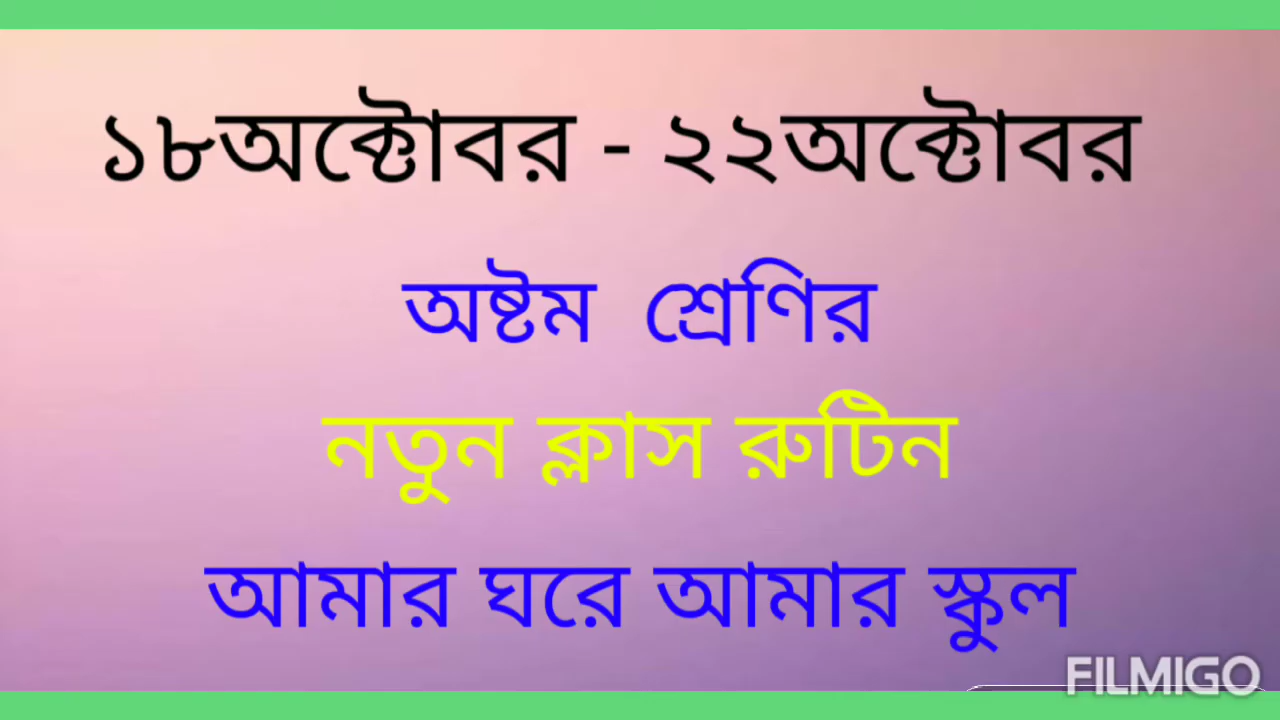 ১৮অক্টোবর - ২২অক্টোবর
অষ্টম শ্রেণির
নতুন ক্লাস রুটিন
আমার ঘরে আমার স্কুল
FILMIGO